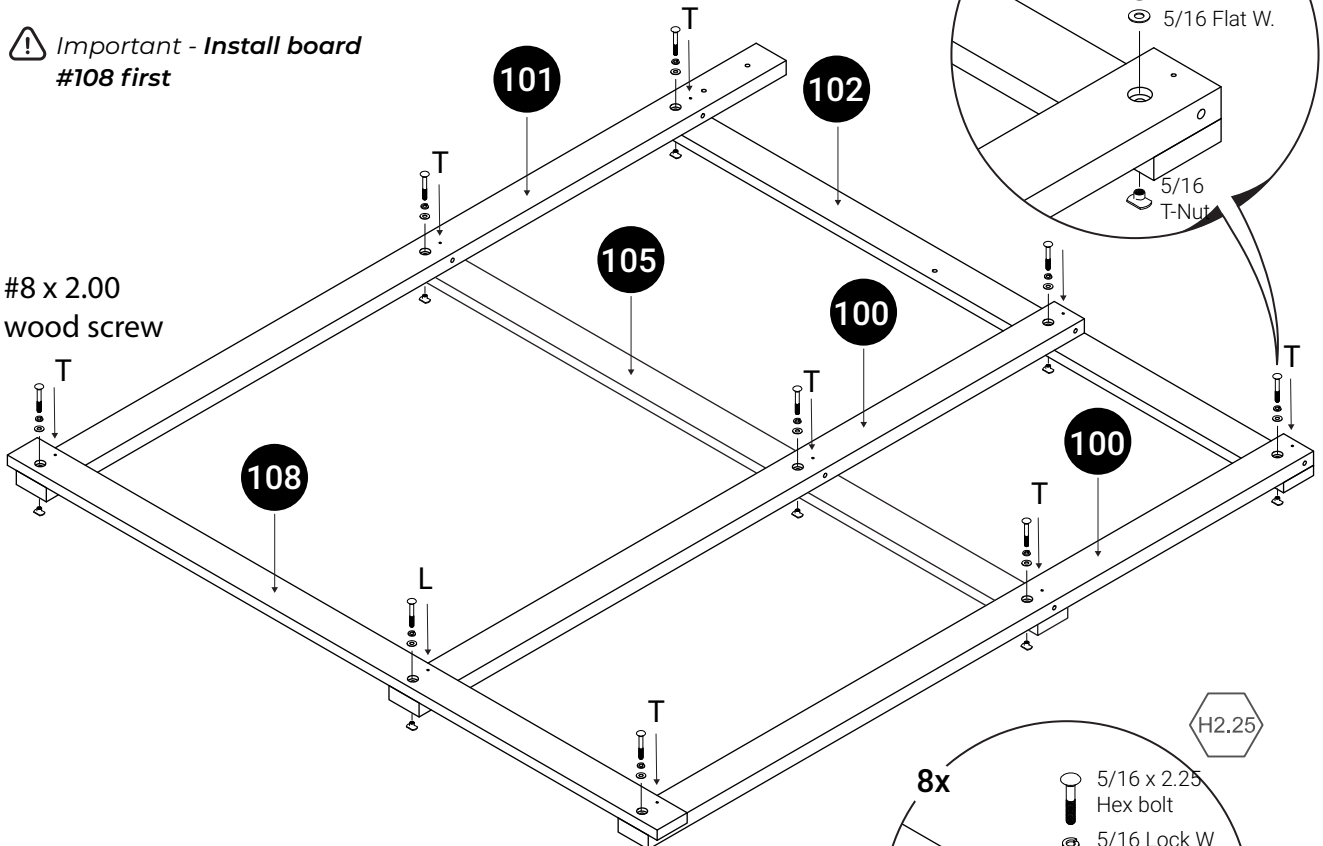 Important - Install board
#108 first
T
5/16 Flat W.
101
102
T
5/16
T-Nut
105
#8 x 2.00
wood screw
100
T
T
T
108
100
T
L
T
H2.25
8x
5/16 x 2.25
Hex bolt
5/16 Lock W